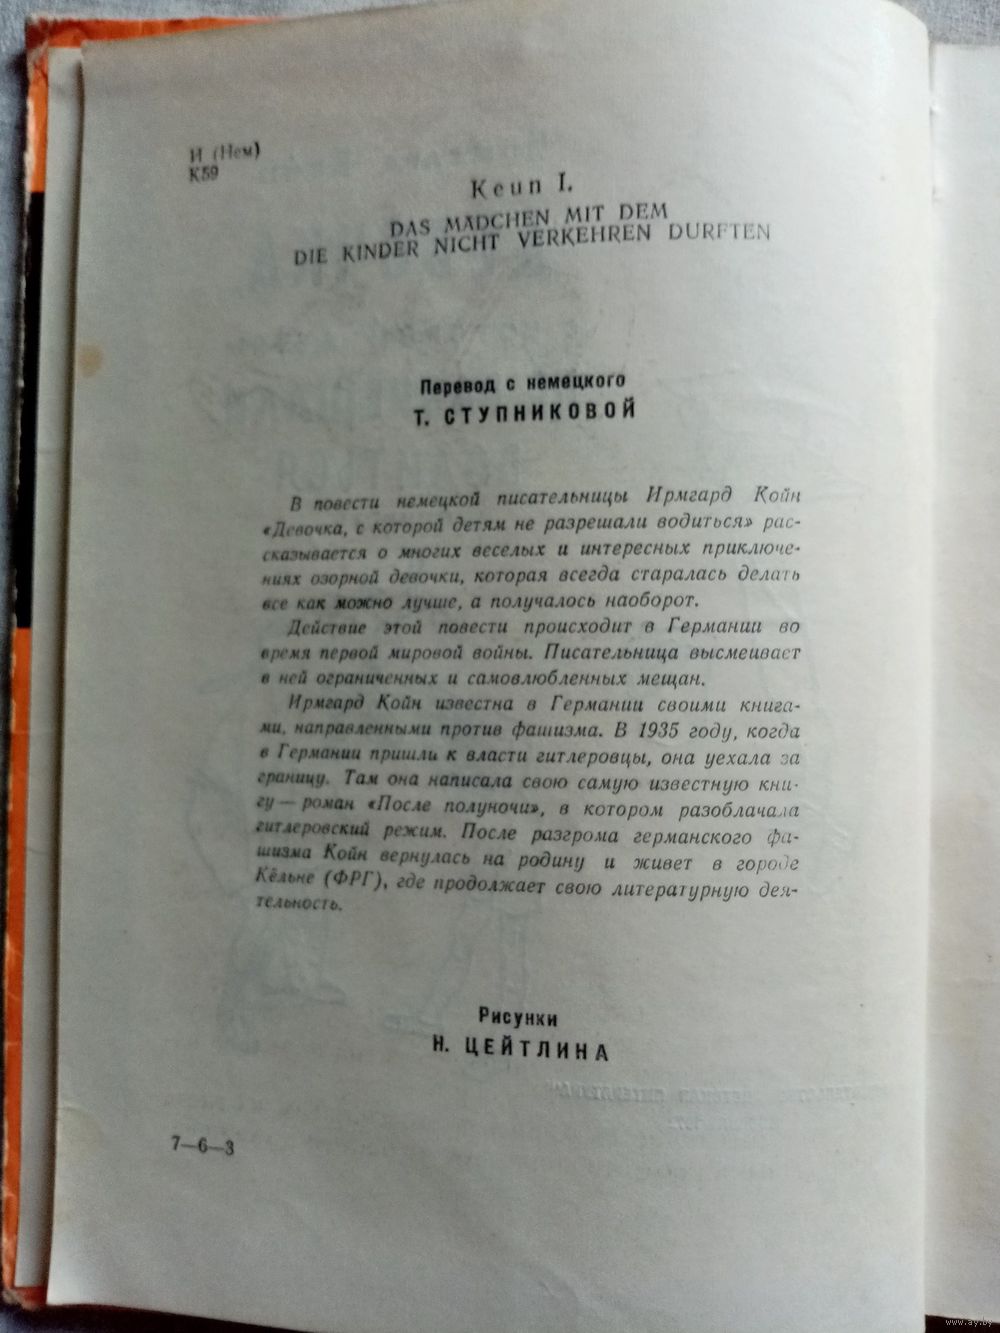 И (Нем)
К59
Кеип I.
DAS MADCHEN MIT DEM
DIE KINDER NICHT VERKEHREN DURFTEN
Перевод с немецкого
Т. СТУПНИКОВОЙ
В повести немецкой писательницы Ирмгард Койн
«Девочка, с которой детям не разрешали водиться» рас-
сказывается о многих веселых и интересных приключе-
ниях озорной девочки, которая всегда старалась делать
все как можно лучше, а получалось наоборот.
Действие этой повести происходит в Германии во
время первой мировой войны. Писательница высмеивает
в ней ограниченных и самовлюбленных мещан.
Ирмгард Койн известна в Германии своими книга-
ми, направленными против фашизма. В 1935 году, когда
в Германии пришли к власти гитлеровцы, она уехала за
границу. Там она написала свою самую известную кни-
гу — роман «После полуночи», в котором разоблачала
гитлеровский режим. После разгрома германского фа-
шизма Койн вернулась на родину и живет в городе
Кёльне (ФРГ), где продолжает свою литературную дея-
тельность.
Рисунки
Н. ЦЕЙТЛИНА
7—6—3
www.ay.by